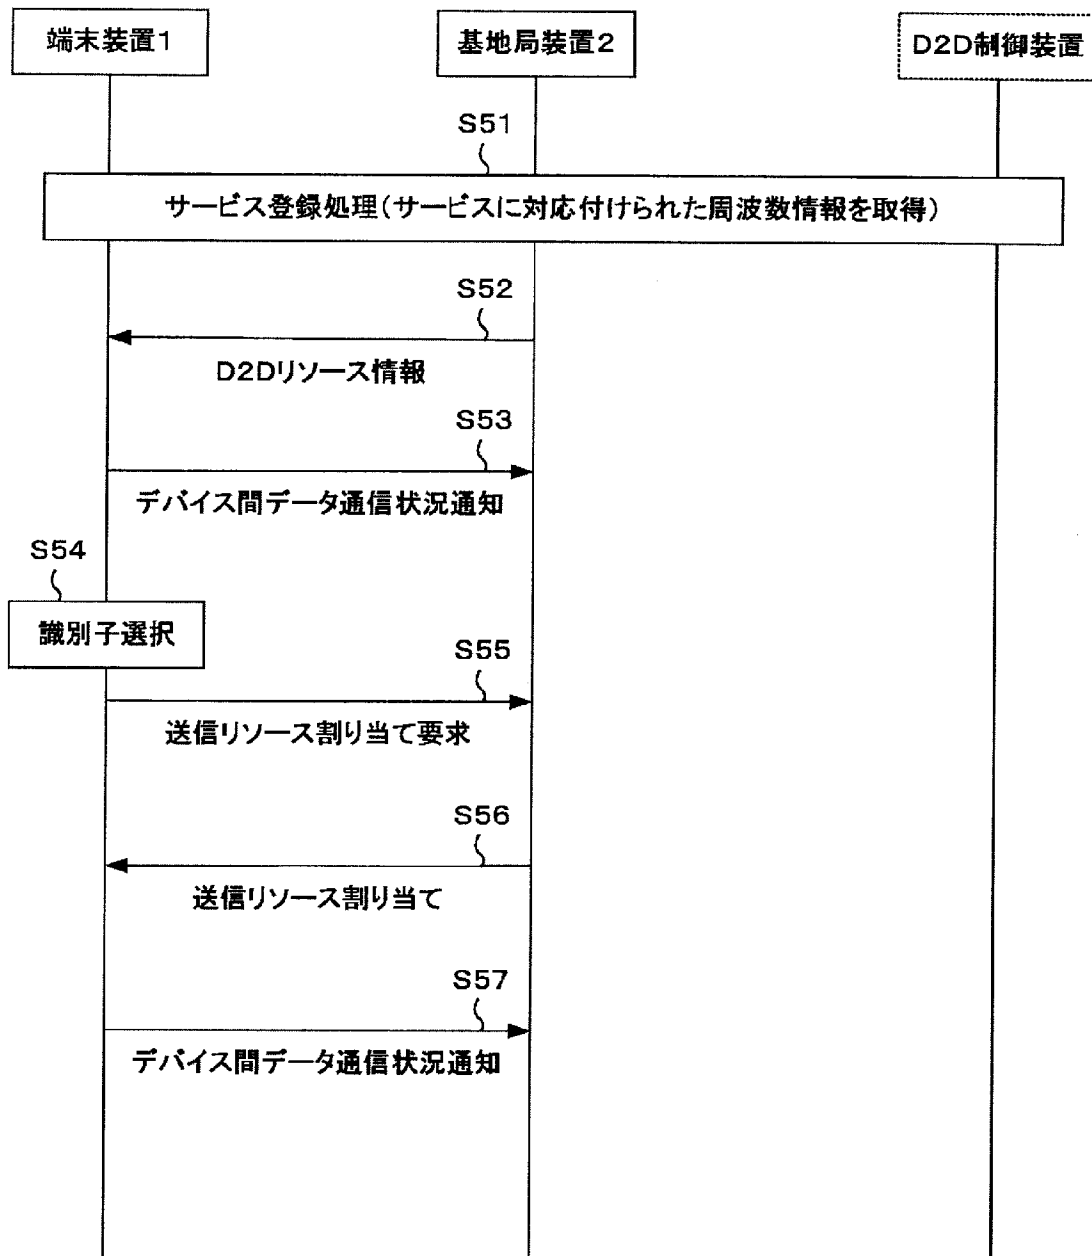 端末装置1
基地局装置2
D2D制御装置
S51
サービス登録処理(サービスに対応付けられた周波数情報を取得)
S52
D2Dリソース情報
S53
デバイス間データ通信状況通知
S54
識別子選択
S55
送信リソース割り当て要求
S56
送信リソース割り当て
S57
デバイス間データ通信状況通知